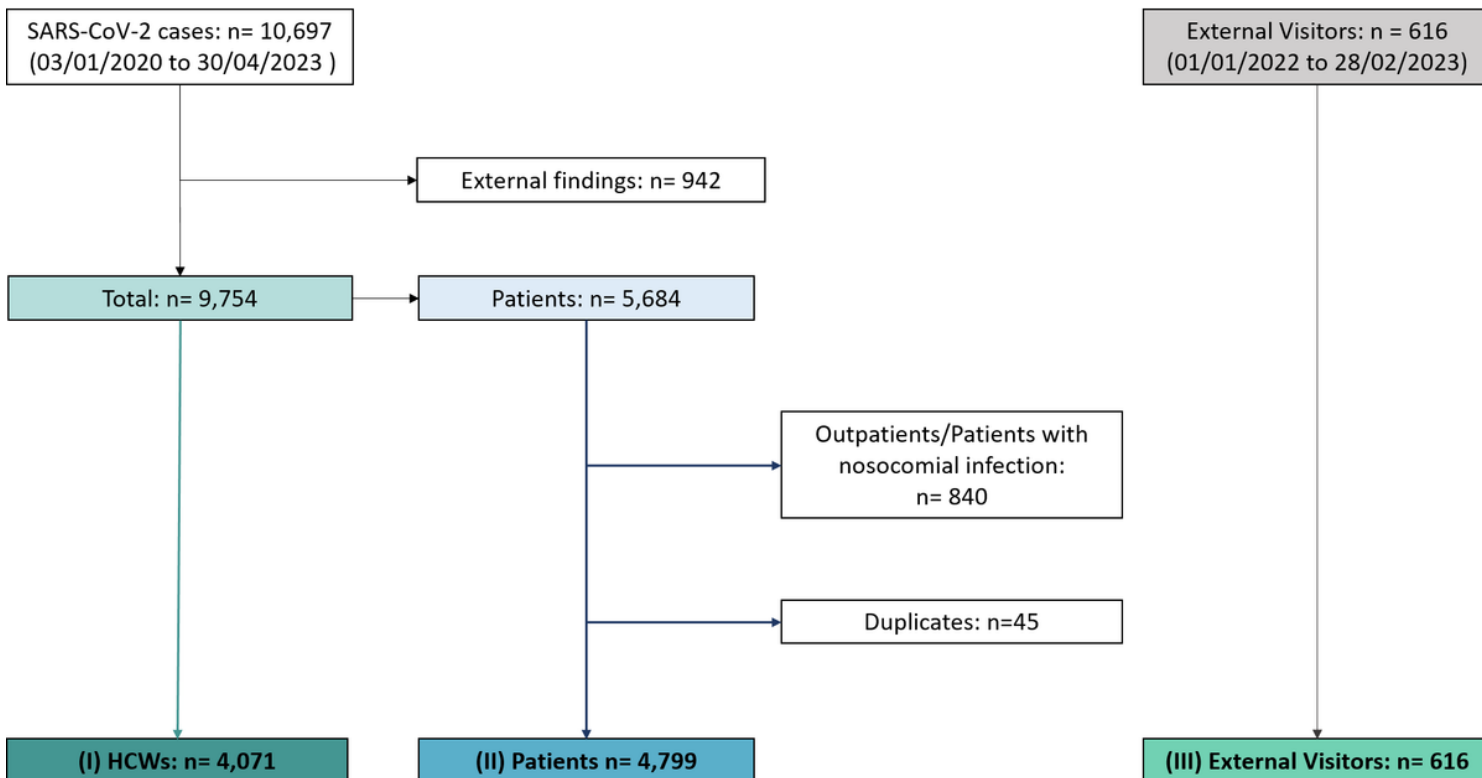 SARS-CoV-2 cases: n= 10,697
(03/01/2020 to 30/04/2023 )
External Visitors: n = 616
(01/01/2022 to 28/02/2023)
External findings: n= 942
Total: n= 9,754
Patients: n= 5,684
Outpatients/Patients with
nosocomial infection:
n= 840
Duplicates: n=45
(I) HCWs: n= 4,071
(II) Patients n= 4,799
(III) External Visitors: n= 616